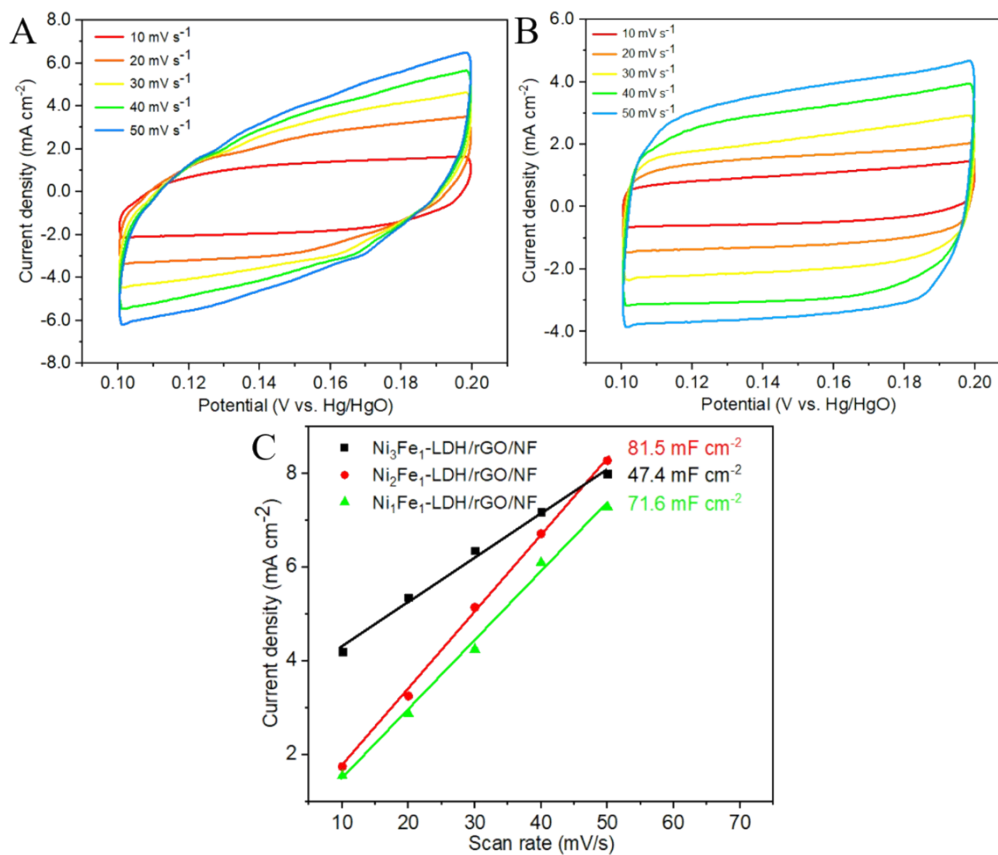 A
10 mV s⁻¹
20 mV s⁻¹
30 mV s⁻¹
40 mV s⁻¹
50 mV s⁻¹
8.0
6.0
4.0
2.0
0.0
-2.0
-4.0
-6.0
-8.0
Current density (mA cm⁻²)
0.10 0.12 0.14 0.16 0.18 0.20
Potential (V vs. Hg/HgO)
B
10 mV s⁻¹
20 mV s⁻¹
30 mV s⁻¹
40 mV s⁻¹
50 mV s⁻¹
6.0
4.0
2.0
0.0
-2.0
-4.0
Current density (mA cm⁻²)
0.10 0.12 0.14 0.16 0.18 0.20
Potential (V vs. Hg/HgO)
C
Ni₃Fe₁-LDH/rGO/NF
Ni₂Fe₁-LDH/rGO/NF
Ni₁Fe₁-LDH/rGO/NF
81.5 mF cm⁻²
47.4 mF cm⁻²
71.6 mF cm⁻²
8
6
4
2
Current density (mA cm⁻²)
10 20 30 40 50 60 70
Scan rate (mV/s)